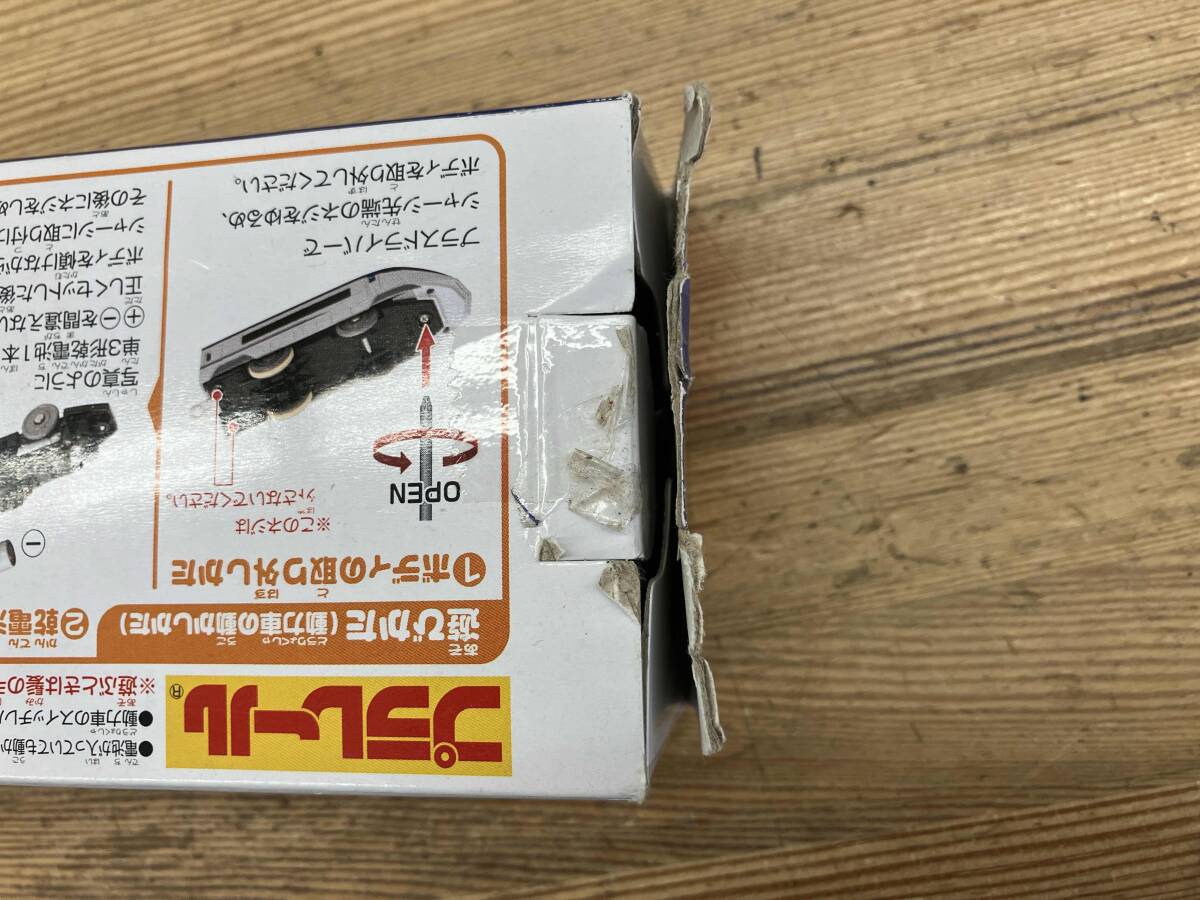 プラレール®
●電池が入っていても動か
●動力車のスイッチレバ
※遊ぶときは髪の
遊びかた(動力車の動かしかた)
❶ボディの取り外しかた
※このネジは
外さないでください。
OPEN
プラスドライバーで
シャーシ先端のネジをゆるめ、
ボディを取り外してください。
❷乾電池
⊖
写真のように
単3形乾電池1本
⊕⊖を間違えない
正しくセットした後
ボディを傾けながら
シャーシに取り付け
その後にネジをしめ